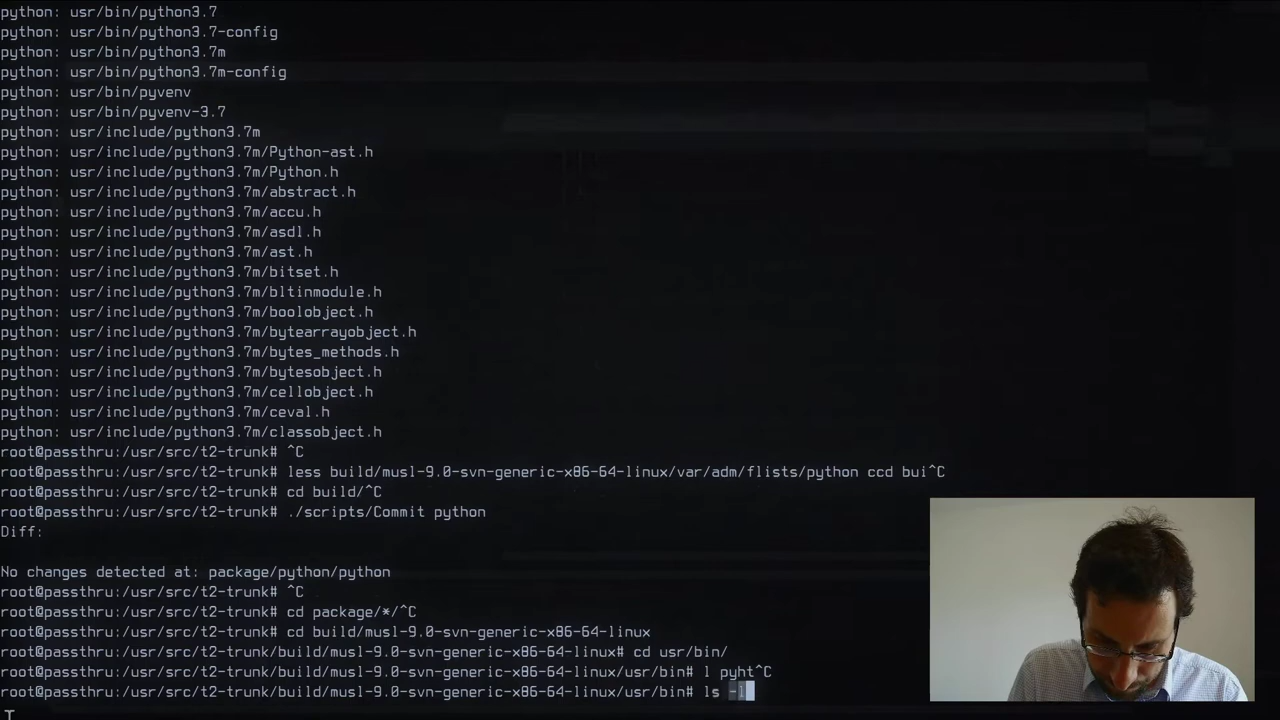 python: usr/bin/python3.7
python: usr/bin/python3.7-config
python: usr/bin/python3.7m
python: usr/bin/python3.7m-config
python: usr/bin/pyvenv
python: usr/bin/pyvenv-3.7
python: usr/include/python3.7m
python: usr/include/python3.7m/Python-ast.h
python: usr/include/python3.7m/Python.h
python: usr/include/python3.7m/abstract.h
python: usr/include/python3.7m/accu.h
python: usr/include/python3.7m/asdl.h
python: usr/include/python3.7m/ast.h
python: usr/include/python3.7m/bitset.h
python: usr/include/python3.7m/bltinmodule.h
python: usr/include/python3.7m/boolobject.h
python: usr/include/python3.7m/bytearrayobject.h
python: usr/include/python3.7m/bytes_methods.h
python: usr/include/python3.7m/bytesobject.h
python: usr/include/python3.7m/cellobject.h
python: usr/include/python3.7m/ceval.h
python: usr/include/python3.7m/classobject.h
root@passthru:/usr/src/t2-trunk# ^C
root@passthru:/usr/src/t2-trunk# less build/musl-9.0-svn-generic-x86-64-linux/var/adm/flists/python ccd bui^C
root@passthru:/usr/src/t2-trunk# cd build/^C
root@passthru:/usr/src/t2-trunk# ./scripts/Commit python
Diff:
No changes detected at: package/python/python
root@passthru:/usr/src/t2-trunk# ^C
root@passthru:/usr/src/t2-trunk# cd package/*/^C
root@passthru:/usr/src/t2-trunk# cd build/musl-9.0-svn-generic-x86-64-linux
root@passthru:/usr/src/t2-trunk/build/musl-9.0-svn-generic-x86-64-linux# cd usr/bin/
root@passthru:/usr/src/t2-trunk/build/musl-9.0-svn-generic-x86-64-linux/usr/bin# l pyht^C
root@passthru:/usr/src/t2-trunk/build/musl-9.0-svn-generic-x86-64-linux/usr/bin# ls -l